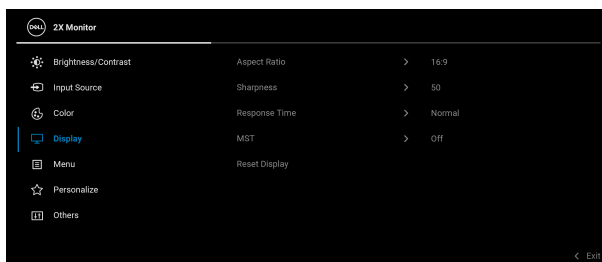 DELL 2X Monitor
Brightness/Contrast Aspect Ratio > 16:9
Input Source Sharpness > 50
Color Response Time > Normal
Display MST > Off
Menu Reset Display
Personalize
Others
< Exit